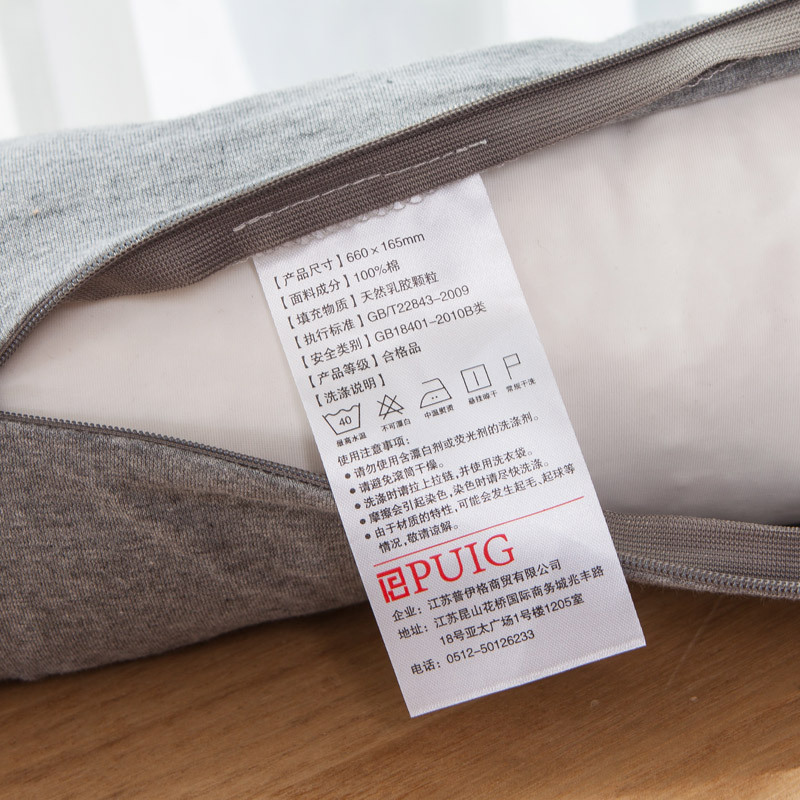 【产品尺寸】660×165mm
【面料成分】100%棉
【填充物质】天然乳胶颗粒
【执行标准】GB/T22843-2009
【安全类别】GB18401-2010B类
【产品等级】合格品
【洗涤说明】
40
最高水温 不可漂白 中温熨烫 悬挂晾干 常规干洗
使用注意事项:
●请勿使用含漂白剂或荧光剂的洗涤剂。
●请避免滚筒干燥。
●洗涤时请拉上拉链,并使用洗衣袋。
●摩擦会引起染色,染色时请尽快洗涤。
●由于材质的特性,可能会发生起毛、起球等
情况,敬请谅解。
PUIG
企业:江苏普伊格商贸有限公司
地址:江苏昆山花桥国际商务城兆丰路
18号亚太广场1号楼1205室
电话:0512-50126233